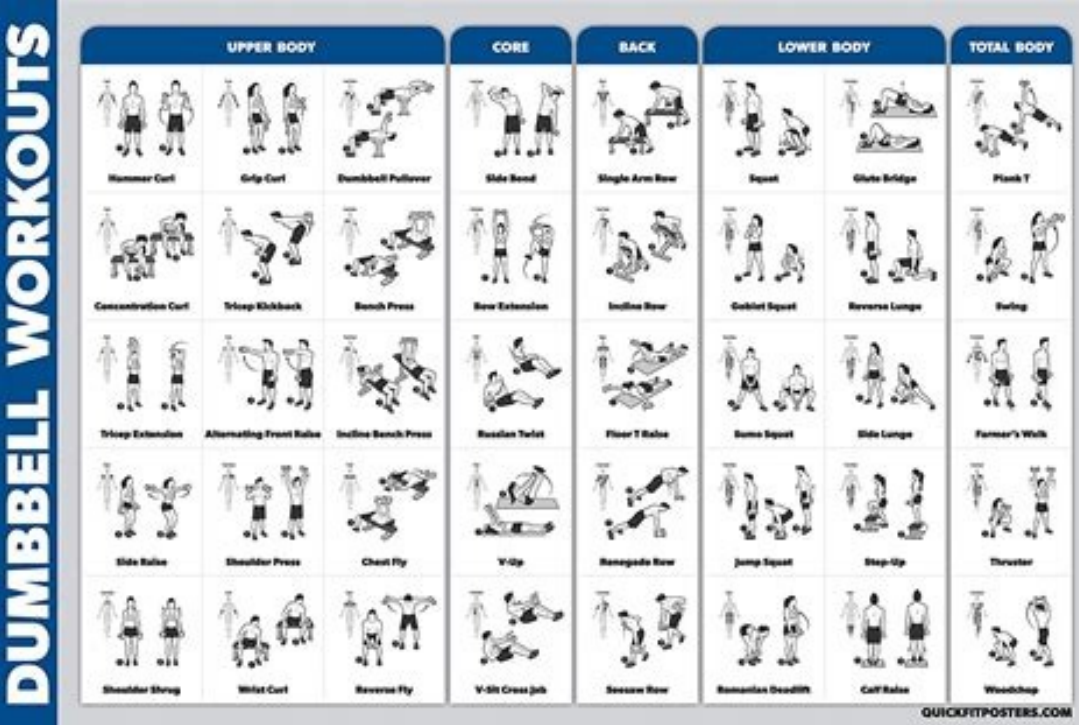 DUMBBELL WORKOUTS
UPPER BODY
CORE
BACK
LOWER BODY
TOTAL BODY
Hammer Curl
Grip Curl
Dumbbell Pullover
Side Bend
Single Arm Row
Squat
Glute Bridge
Plank T
Concentration Curl
Tricep Kickback
Bench Press
Bow Extension
Incline Row
Goblet Squat
Reverse Lunge
Swing
Tricep Extension
Alternating Front Raise
Incline Bench Press
Russian Twist
Floor T Raise
Sumo Squat
Side Lunge
Farmer's Walk
Side Raise
Shoulder Press
Chest Fly
V-Up
Renegade Row
Jump Squat
Step-Up
Thruster
Shoulder Shrug
Wrist Curl
Reverse Fly
V-Sit Cross Jab
Seesaw Row
Romanian Deadlift
Calf Raise
Woodchop
QUICKFITPOSTERS.COM